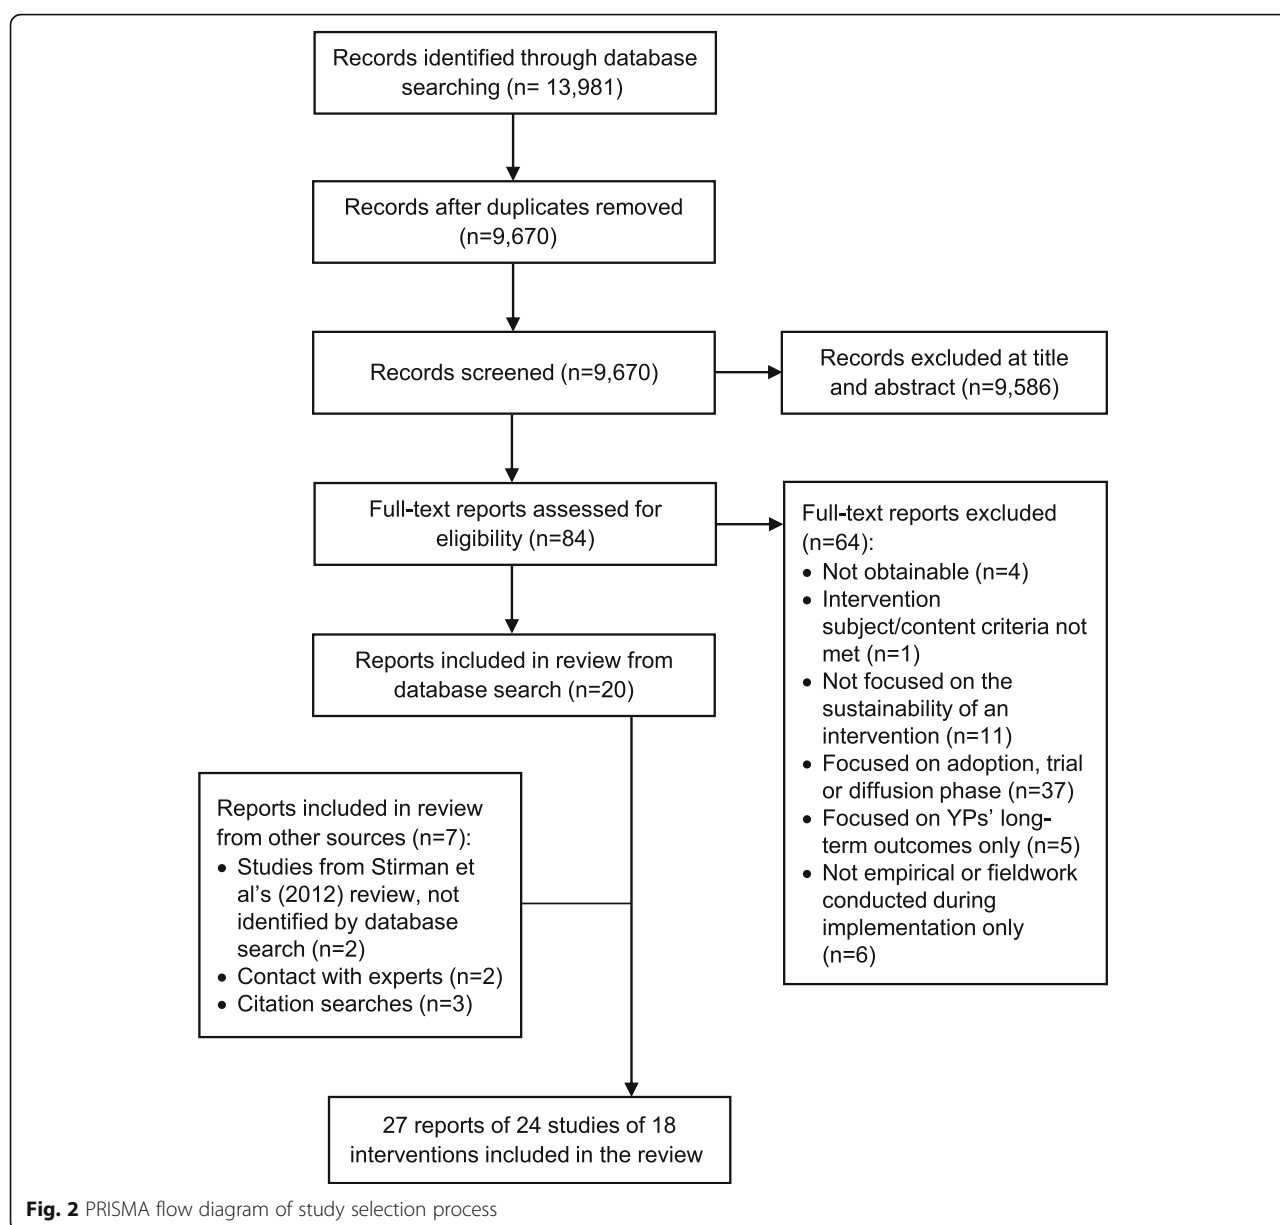 Records identified through database
searching (n= 13,981)
Records after duplicates removed
(n=9,670)
Records screened (n=9,670)
Records excluded at title
and abstract (n=9,586)
Full-text reports assessed for
eligibility (n=84)
Full-text reports excluded
(n=64):
• Not obtainable (n=4)
• Intervention
subject/content criteria not
met (n=1)
• Not focused on the
sustainability of an
intervention (n=11)
• Focused on adoption, trial
or diffusion phase (n=37)
• Focused on YPs' long-
term outcomes only (n=5)
• Not empirical or fieldwork
conducted during
implementation only
(n=6)
Reports included in review from
database search (n=20)
Reports included in review
from other sources (n=7):
• Studies from Stirman et
al's (2012) review, not
identified by database
search (n=2)
• Contact with experts (n=2)
• Citation searches (n=3)
27 reports of 24 studies of 18
interventions included in the review
Fig. 2 PRISMA flow diagram of study selection process